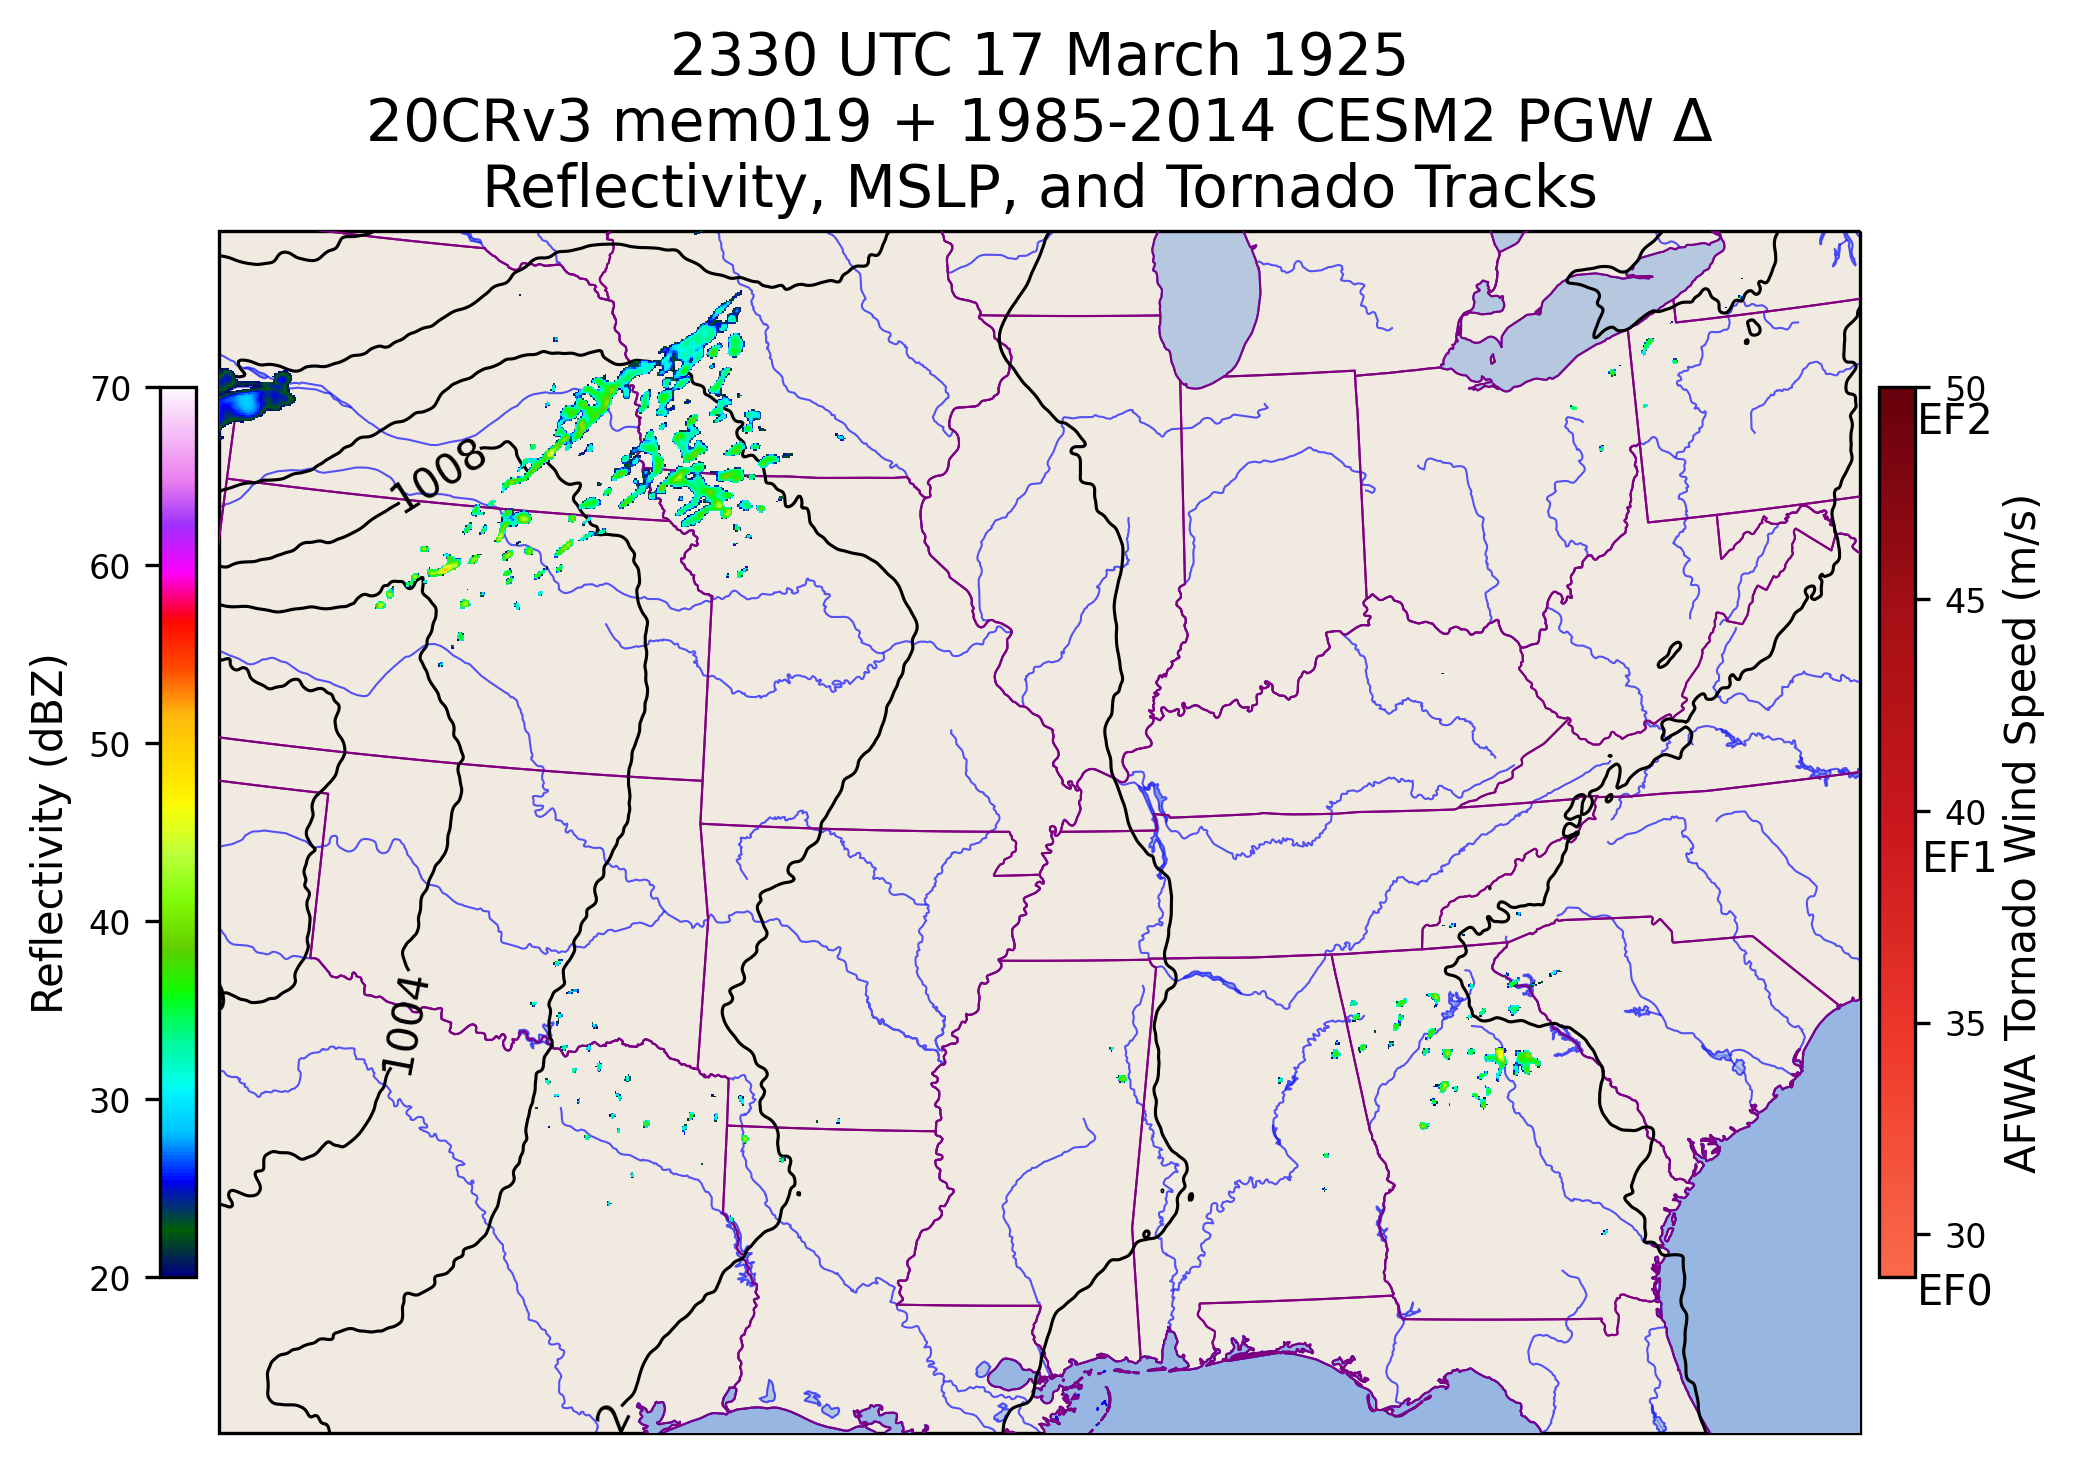 2330 UTC 17 March 1925
20CRv3 mem019 + 1985-2014 CESM2 PGW Δ
Reflectivity, MSLP, and Tornado Tracks
70
60
50
40
30
20
Reflectivity (dBZ)
1008
1004
50
EF2
45
40
EF1
35
30
EF0
AFWA Tornado Wind Speed (m/s)